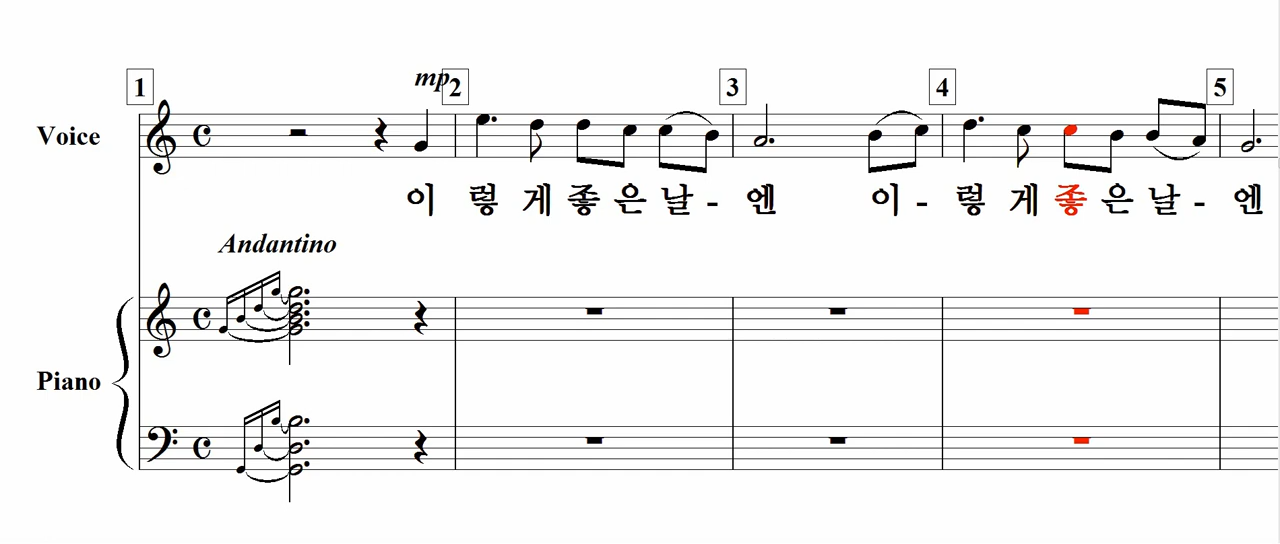 mp
1 2 3 4 5
Voice
이 렇 게 좋 은 날 - 엔 이 - 렇 게 좋 은 날 - 엔
Andantino
Piano